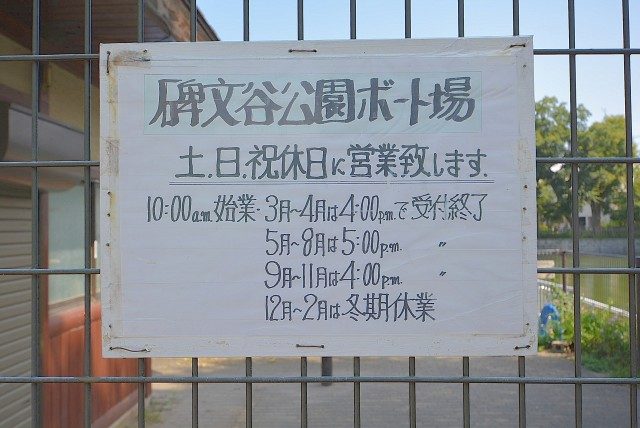 碑文谷公園ボート場
土.日.祝休日に営業致します.
10:00a.m.始業・3月〜4月は4:00p.m.で受付終了
5月〜8月は5:00p.m. 〃
9月〜11月は4:00p.m. 〃
12月〜2月は冬期休業